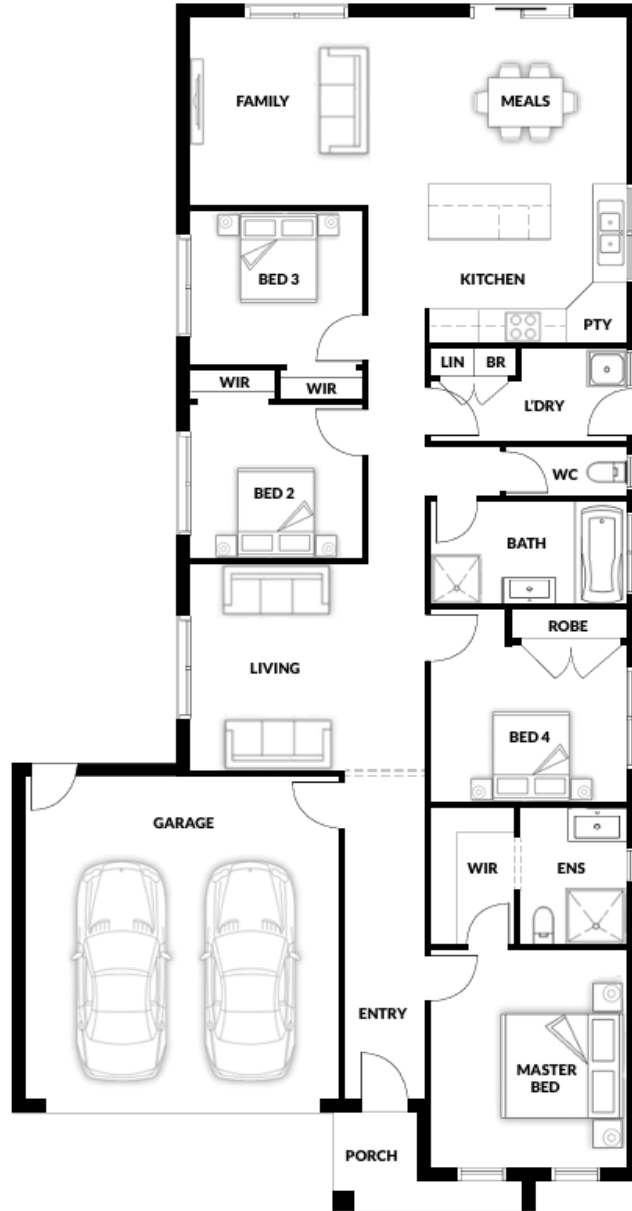 FAMILY
MEALS
BED 3
KITCHEN
PTY
LIN
BR
WIR
WIR
L'DRY
WC
BED 2
BATH
ROBE
LIVING
BED 4
GARAGE
WIR
ENS
ENTRY
MASTER
BED
PORCH